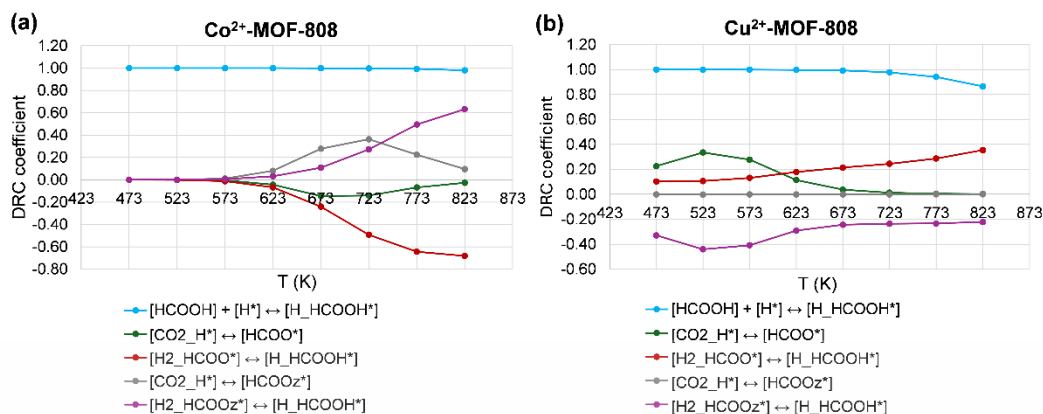 (a)
Co²⁺-MOF-808
1.20
1.00
0.80
0.60
0.40
0.20
0.00
-0.20
-0.40
-0.60
-0.80
DRC coefficient
423 473 523 573 623 673 723 773 823 873
T (K)
[HCOOH] + [H*] ↔ [H_HCOOH*]
[CO2_H*] ↔ [HCOO*]
[H2_HCOO*] ↔ [H_HCOOH*]
[CO2_H*] ↔ [HCOOz*]
[H2_HCOOz*] ↔ [H_HCOOH*]
(b)
Cu²⁺-MOF-808
1.20
1.00
0.80
0.60
0.40
0.20
0.00
-0.20
-0.40
-0.60
DRC coefficient
423 473 523 573 623 673 723 773 823 873
T (K)
[HCOOH] + [H*] ↔ [H_HCOOH*]
[CO2_H*] ↔ [HCOO*]
[H2_HCOO*] ↔ [H_HCOOH*]
[CO2_H*] ↔ [HCOOz*]
[H2_HCOOz*] ↔ [H_HCOOH*]